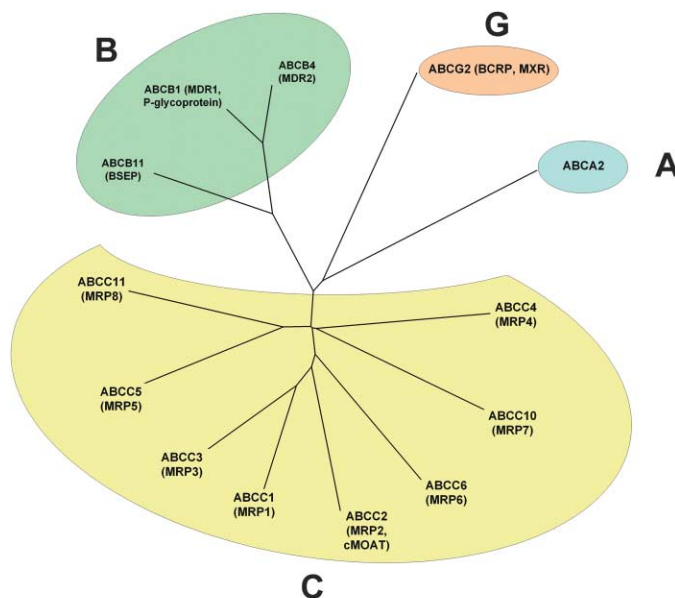 B
G
ABCB4
(MDR2)
ABCB1 (MDR1,
P-glycoprotein)
ABCG2 (BCRP, MXR)
ABCB11
(BSEP)
ABCA2
A
ABCC11
(MRP8)
ABCC4
(MRP4)
ABCC5
(MRP5)
ABCC10
(MRP7)
ABCC3
(MRP3)
ABCC1
(MRP1)
ABCC6
(MRP6)
ABCC2
(MRP2,
cMOAT)
C